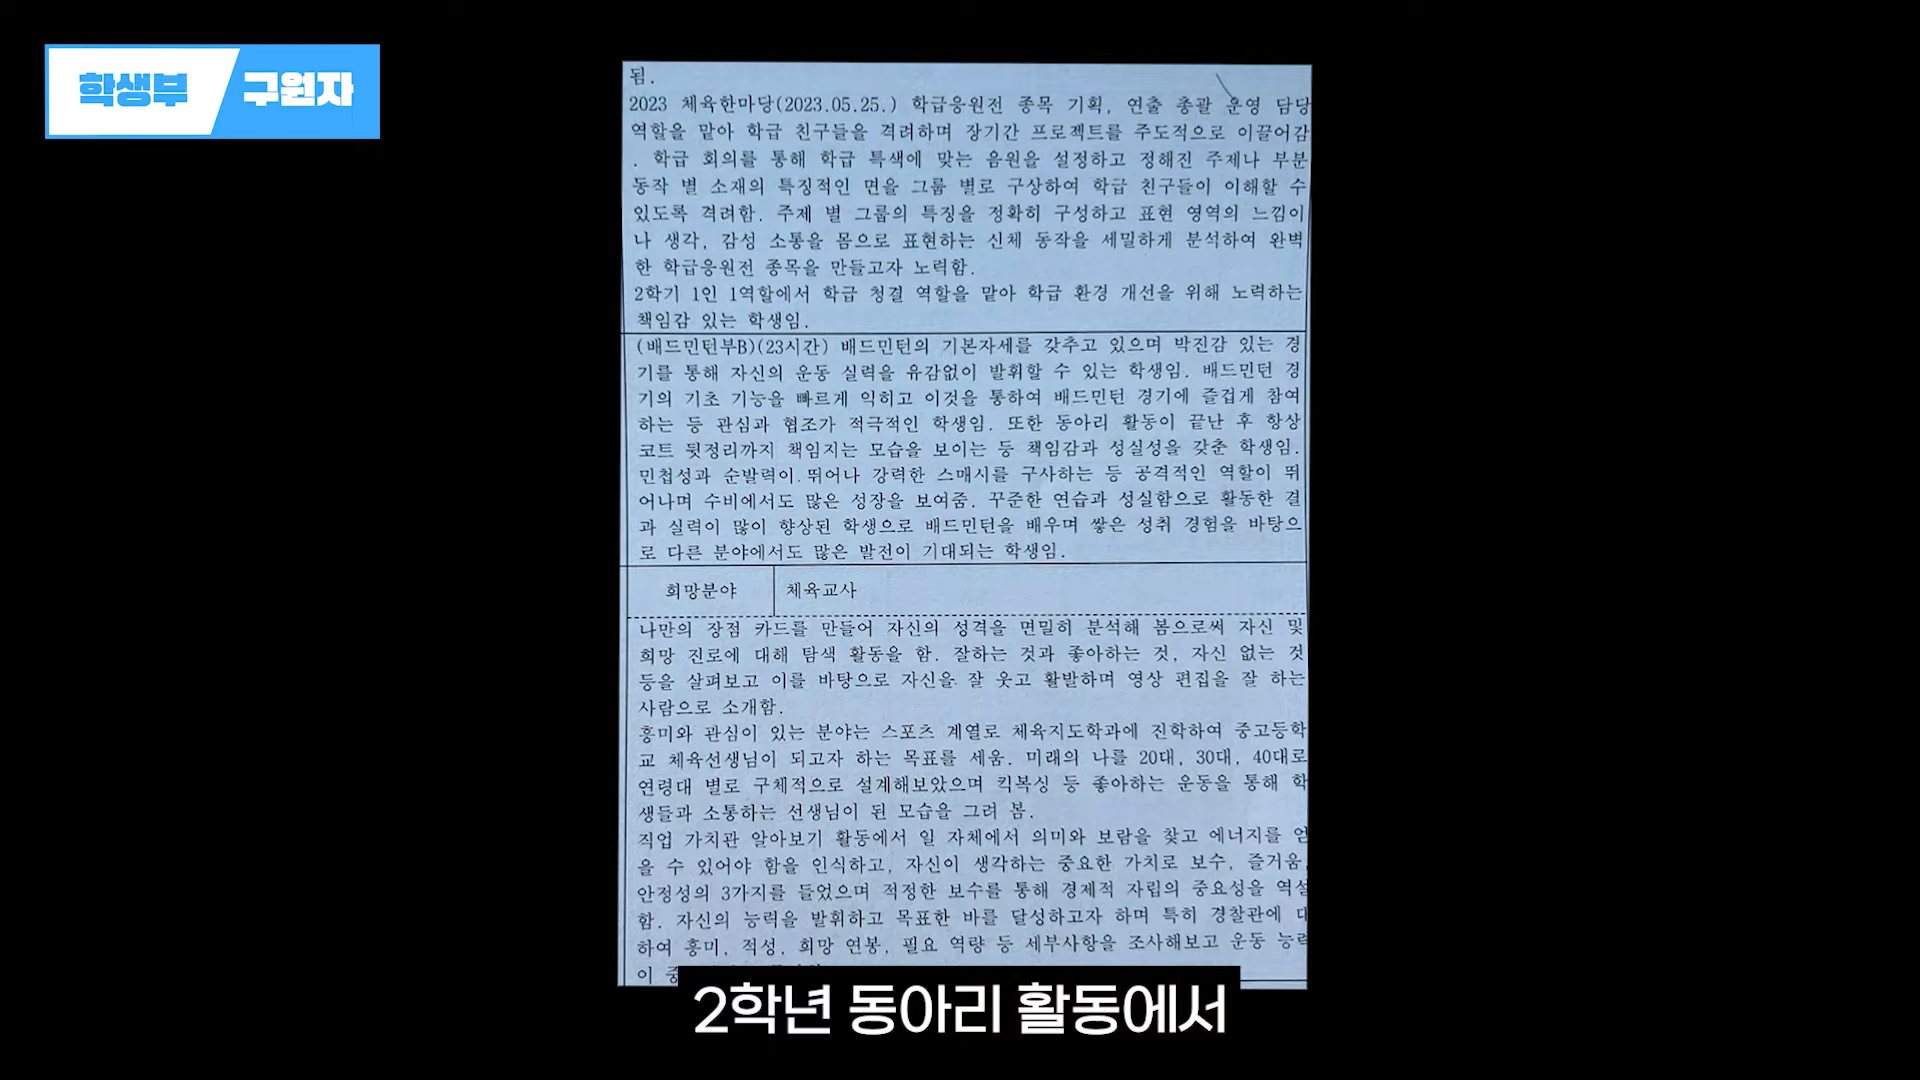 학생부 구원자
됨.
2023 체육한마당(2023.05.25.) 학급응원전 종목 기획, 연출 총괄 운영 담당
역할을 맡아 학급 친구들을 격려하며 장기간 프로젝트를 주도적으로 이끌어감
. 학급 회의를 통해 학급 특색에 맞는 음원을 설정하고 정해진 주제나 부분
동작 별 소재의 특징적인 면을 그룹 별로 구상하여 학급 친구들이 이해할 수
있도록 격려함. 주제 별 그룹의 특징을 정확히 구성하고 표현 영역의 느낌이
나 생각, 감성 소통을 몸으로 표현하는 신체 동작을 세밀하게 분석하여 완벽
한 학급응원전 종목을 만들고자 노력함.
2학기 1인 1역할에서 학급 청결 역할을 맡아 학급 환경 개선을 위해 노력하는
책임감 있는 학생임.
(배드민턴부B)(23시간) 배드민턴의 기본자세를 갖추고 있으며 박진감 있는 경
기를 통해 자신의 운동 실력을 유감없이 발휘할 수 있는 학생임. 배드민턴 경
기의 기초 기능을 빠르게 익히고 이것을 통하여 배드민턴 경기에 즐겁게 참여
하는 등 관심과 협조가 적극적인 학생임. 또한 동아리 활동이 끝난 후 항상
코트 뒷정리까지 책임지는 모습을 보이는 등 책임감과 성실성을 갖춘 학생임.
민첩성과 순발력이 뛰어나 강력한 스매시를 구사하는 등 공격적인 역할이 뛰
어나며 수비에서도 많은 성장을 보여줌. 꾸준한 연습과 성실함으로 활동한 결
과 실력이 많이 향상된 학생으로 배드민턴을 배우며 쌓은 성취 경험을 바탕으
로 다른 분야에서도 많은 발전이 기대되는 학생임.
희망분야 체육교사
나만의 장점 카드를 만들어 자신의 성격을 면밀히 분석해 봄으로써 자신 및
희망 진로에 대해 탐색 활동을 함. 잘하는 것과 좋아하는 것, 자신 없는 것
등을 살펴보고 이를 바탕으로 자신을 잘 웃고 활발하며 영상 편집을 잘 하는
사람으로 소개함.
흥미와 관심이 있는 분야는 스포츠 계열로 체육지도학과에 진학하여 중고등학
교 체육선생님이 되고자 하는 목표를 세움. 미래의 나를 20대, 30대, 40대로
연령대 별로 구체적으로 설계해보았으며 킥복싱 등 좋아하는 운동을 통해 학
생들과 소통하는 선생님이 된 모습을 그려 봄.
직업 가치관 알아보기 활동에서 일 자체에서 의미와 보람을 찾고 에너지를 얻
을 수 있어야 함을 인식하고, 자신이 생각하는 중요한 가치로 보수, 즐거움,
안정성의 3가지를 들었으며 적정한 보수를 통해 경제적 자립의 중요성을 역설
함. 자신의 능력을 발휘하고 목표한 바를 달성하고자 하며 특히 경찰관에 대
하여 흥미, 적성, 희망 연봉, 필요 역량 등 세부사항을 조사해보고 운동 능력
이
2학년 동아리 활동에서